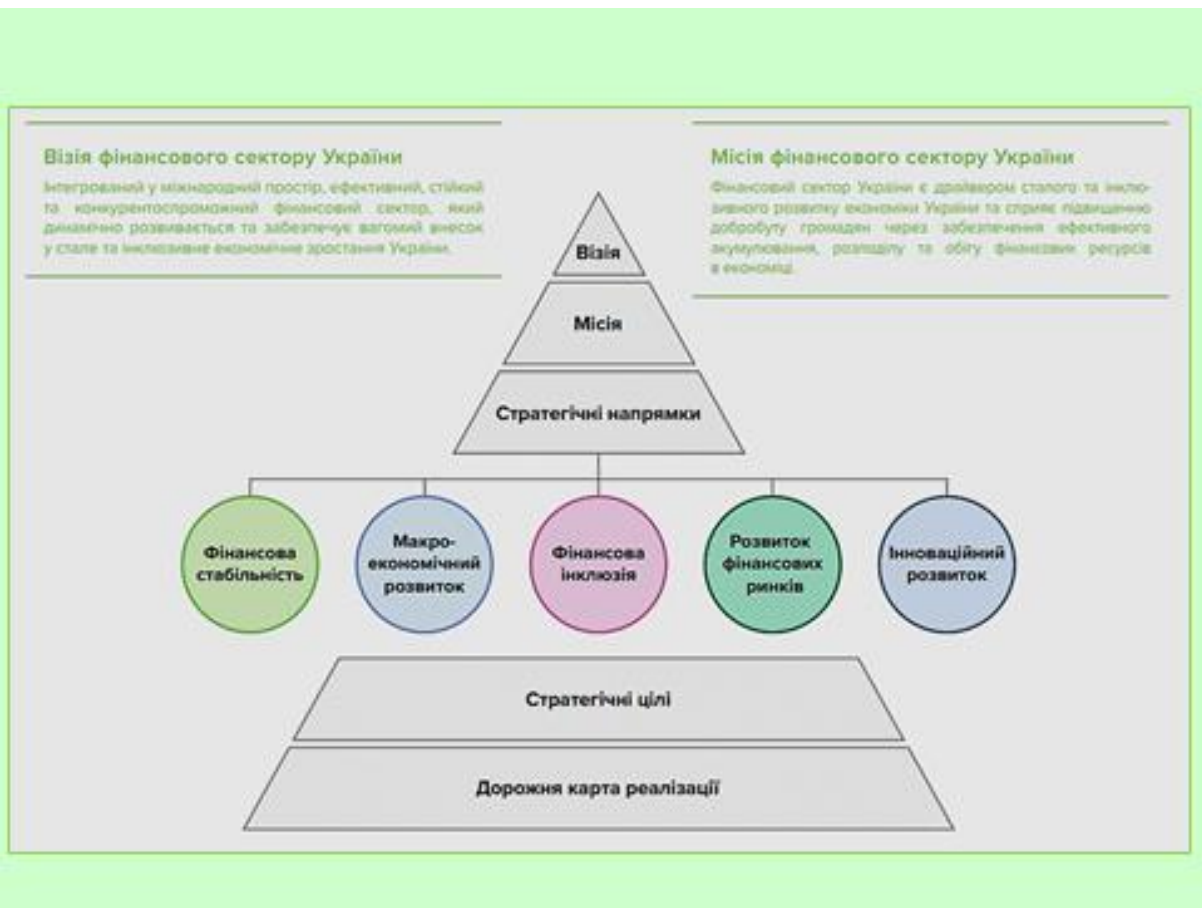 Візія фінансового сектору України
Інтегрований у міжнародний простір, ефективний, стійкий
та конкурентоспроможний фінансовий сектор, який
динамічно розвивається та забезпечує вагомий внесок
у стале та інклюзивне економічне зростання України.
Місія фінансового сектору України
Фінансовий сектор України є драйвером сталого та інклю-
зивного розвитку економіки України та сприяє підвищенню
добробуту громадян через забезпечення ефективного
акумулювання, розподілу та обігу фінансових ресурсів
в економіці.
Візія
Місія
Стратегічні напрямки
Фінансова
стабільність
Макро-
економічний
розвиток
Фінансова
інклюзія
Розвиток
фінансових
ринків
Інноваційний
розвиток
Стратегічні цілі
Дорожня карта реалізації